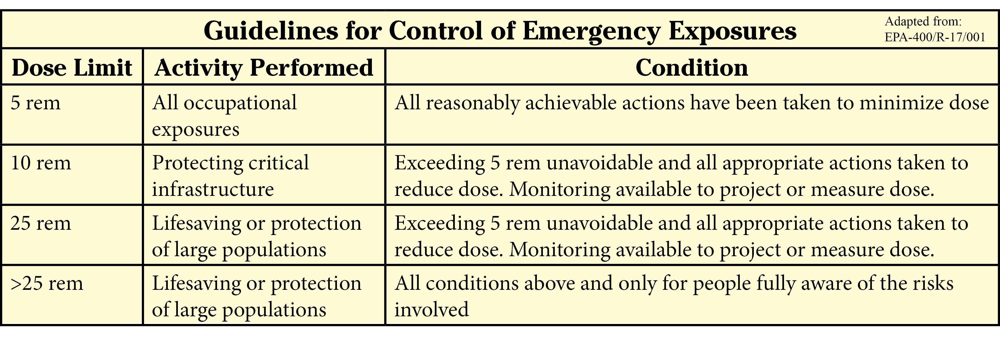 Guidelines for Control of Emergency Exposures
Adapted from:
EPA-400/R-17/001
Dose Limit
Activity Performed
Condition
5 rem
All occupational
exposures
All reasonably achievable actions have been taken to minimize dose
10 rem
Protecting critical
infrastructure
Exceeding 5 rem unavoidable and all appropriate actions taken to
reduce dose. Monitoring available to project or measure dose.
25 rem
Lifesaving or protection
of large populations
Exceeding 5 rem unavoidable and all appropriate actions taken to
reduce dose. Monitoring available to project or measure dose.
>25 rem
Lifesaving or protection
of large populations
All conditions above and only for people fully aware of the risks
involved